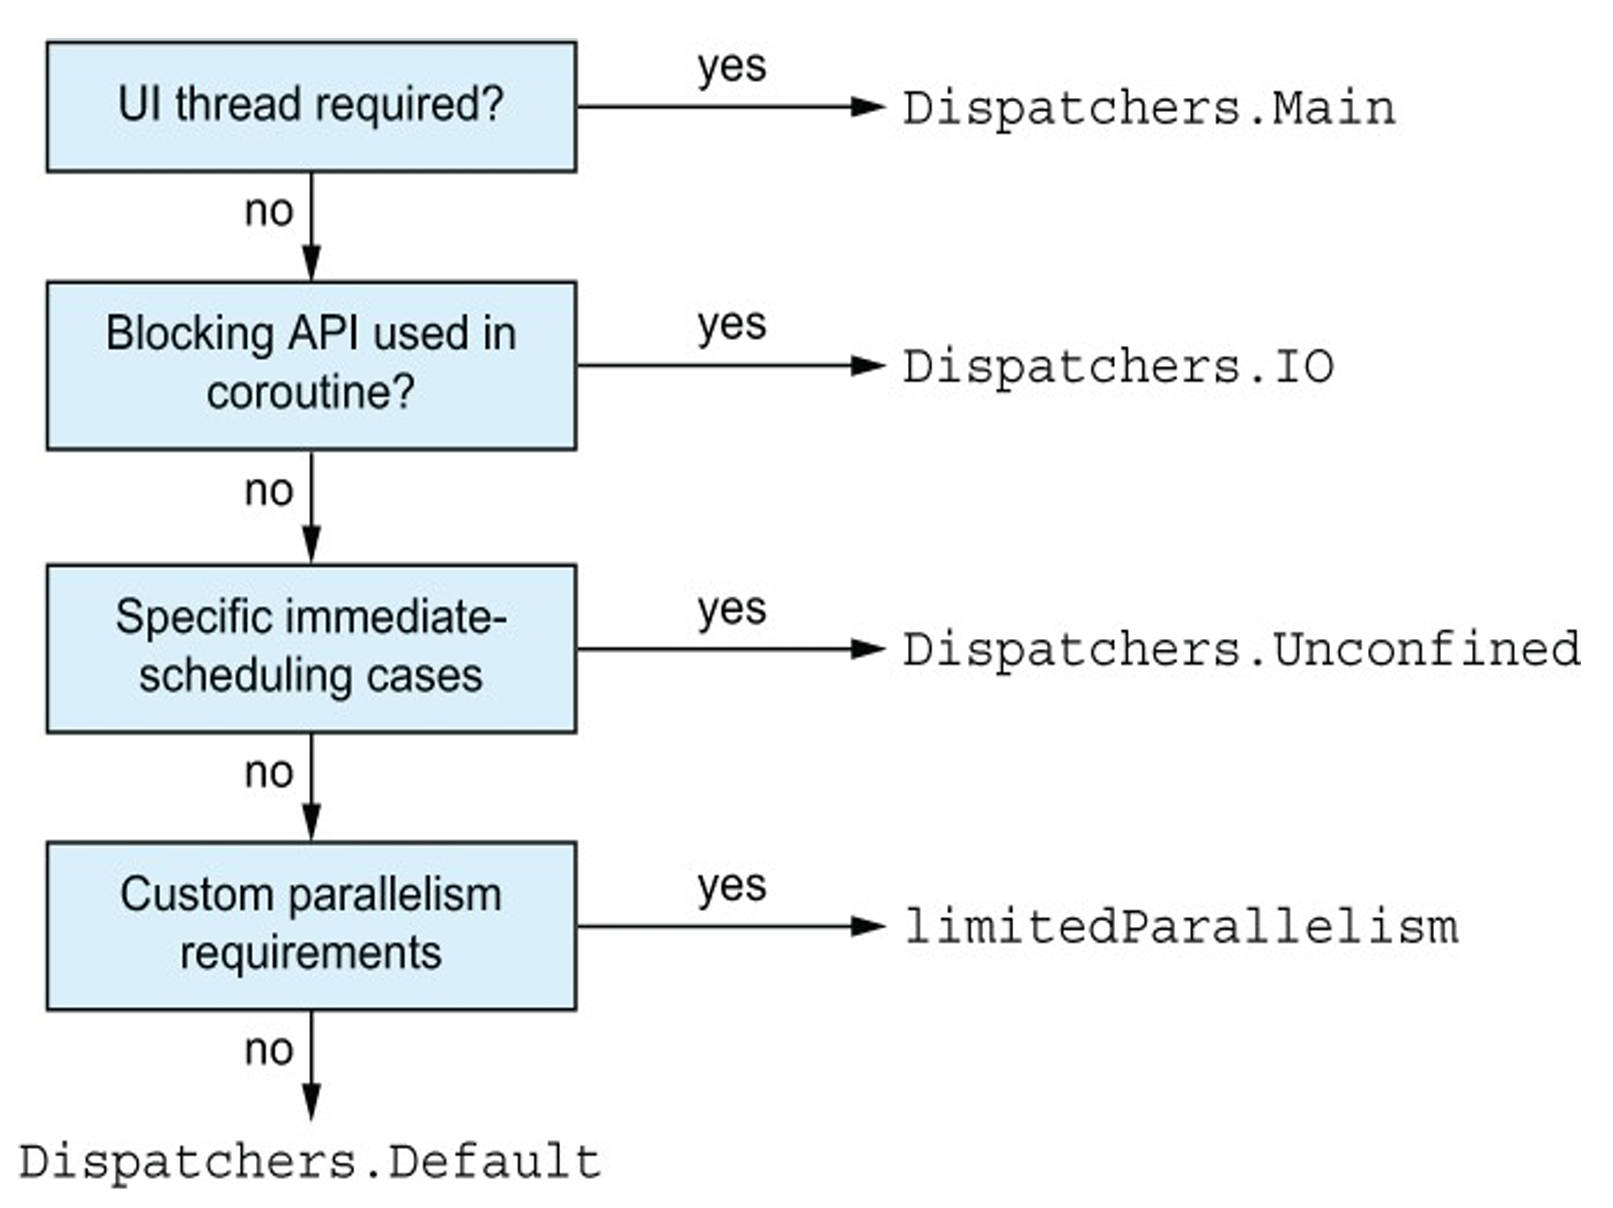 UI thread required?
yes
Dispatchers.Main
no
Blocking API used in
coroutine?
yes
Dispatchers.IO
no
Specific immediate-
scheduling cases
yes
Dispatchers.Unconfined
no
Custom parallelism
requirements
yes
limitedParallelism
no
Dispatchers.Default